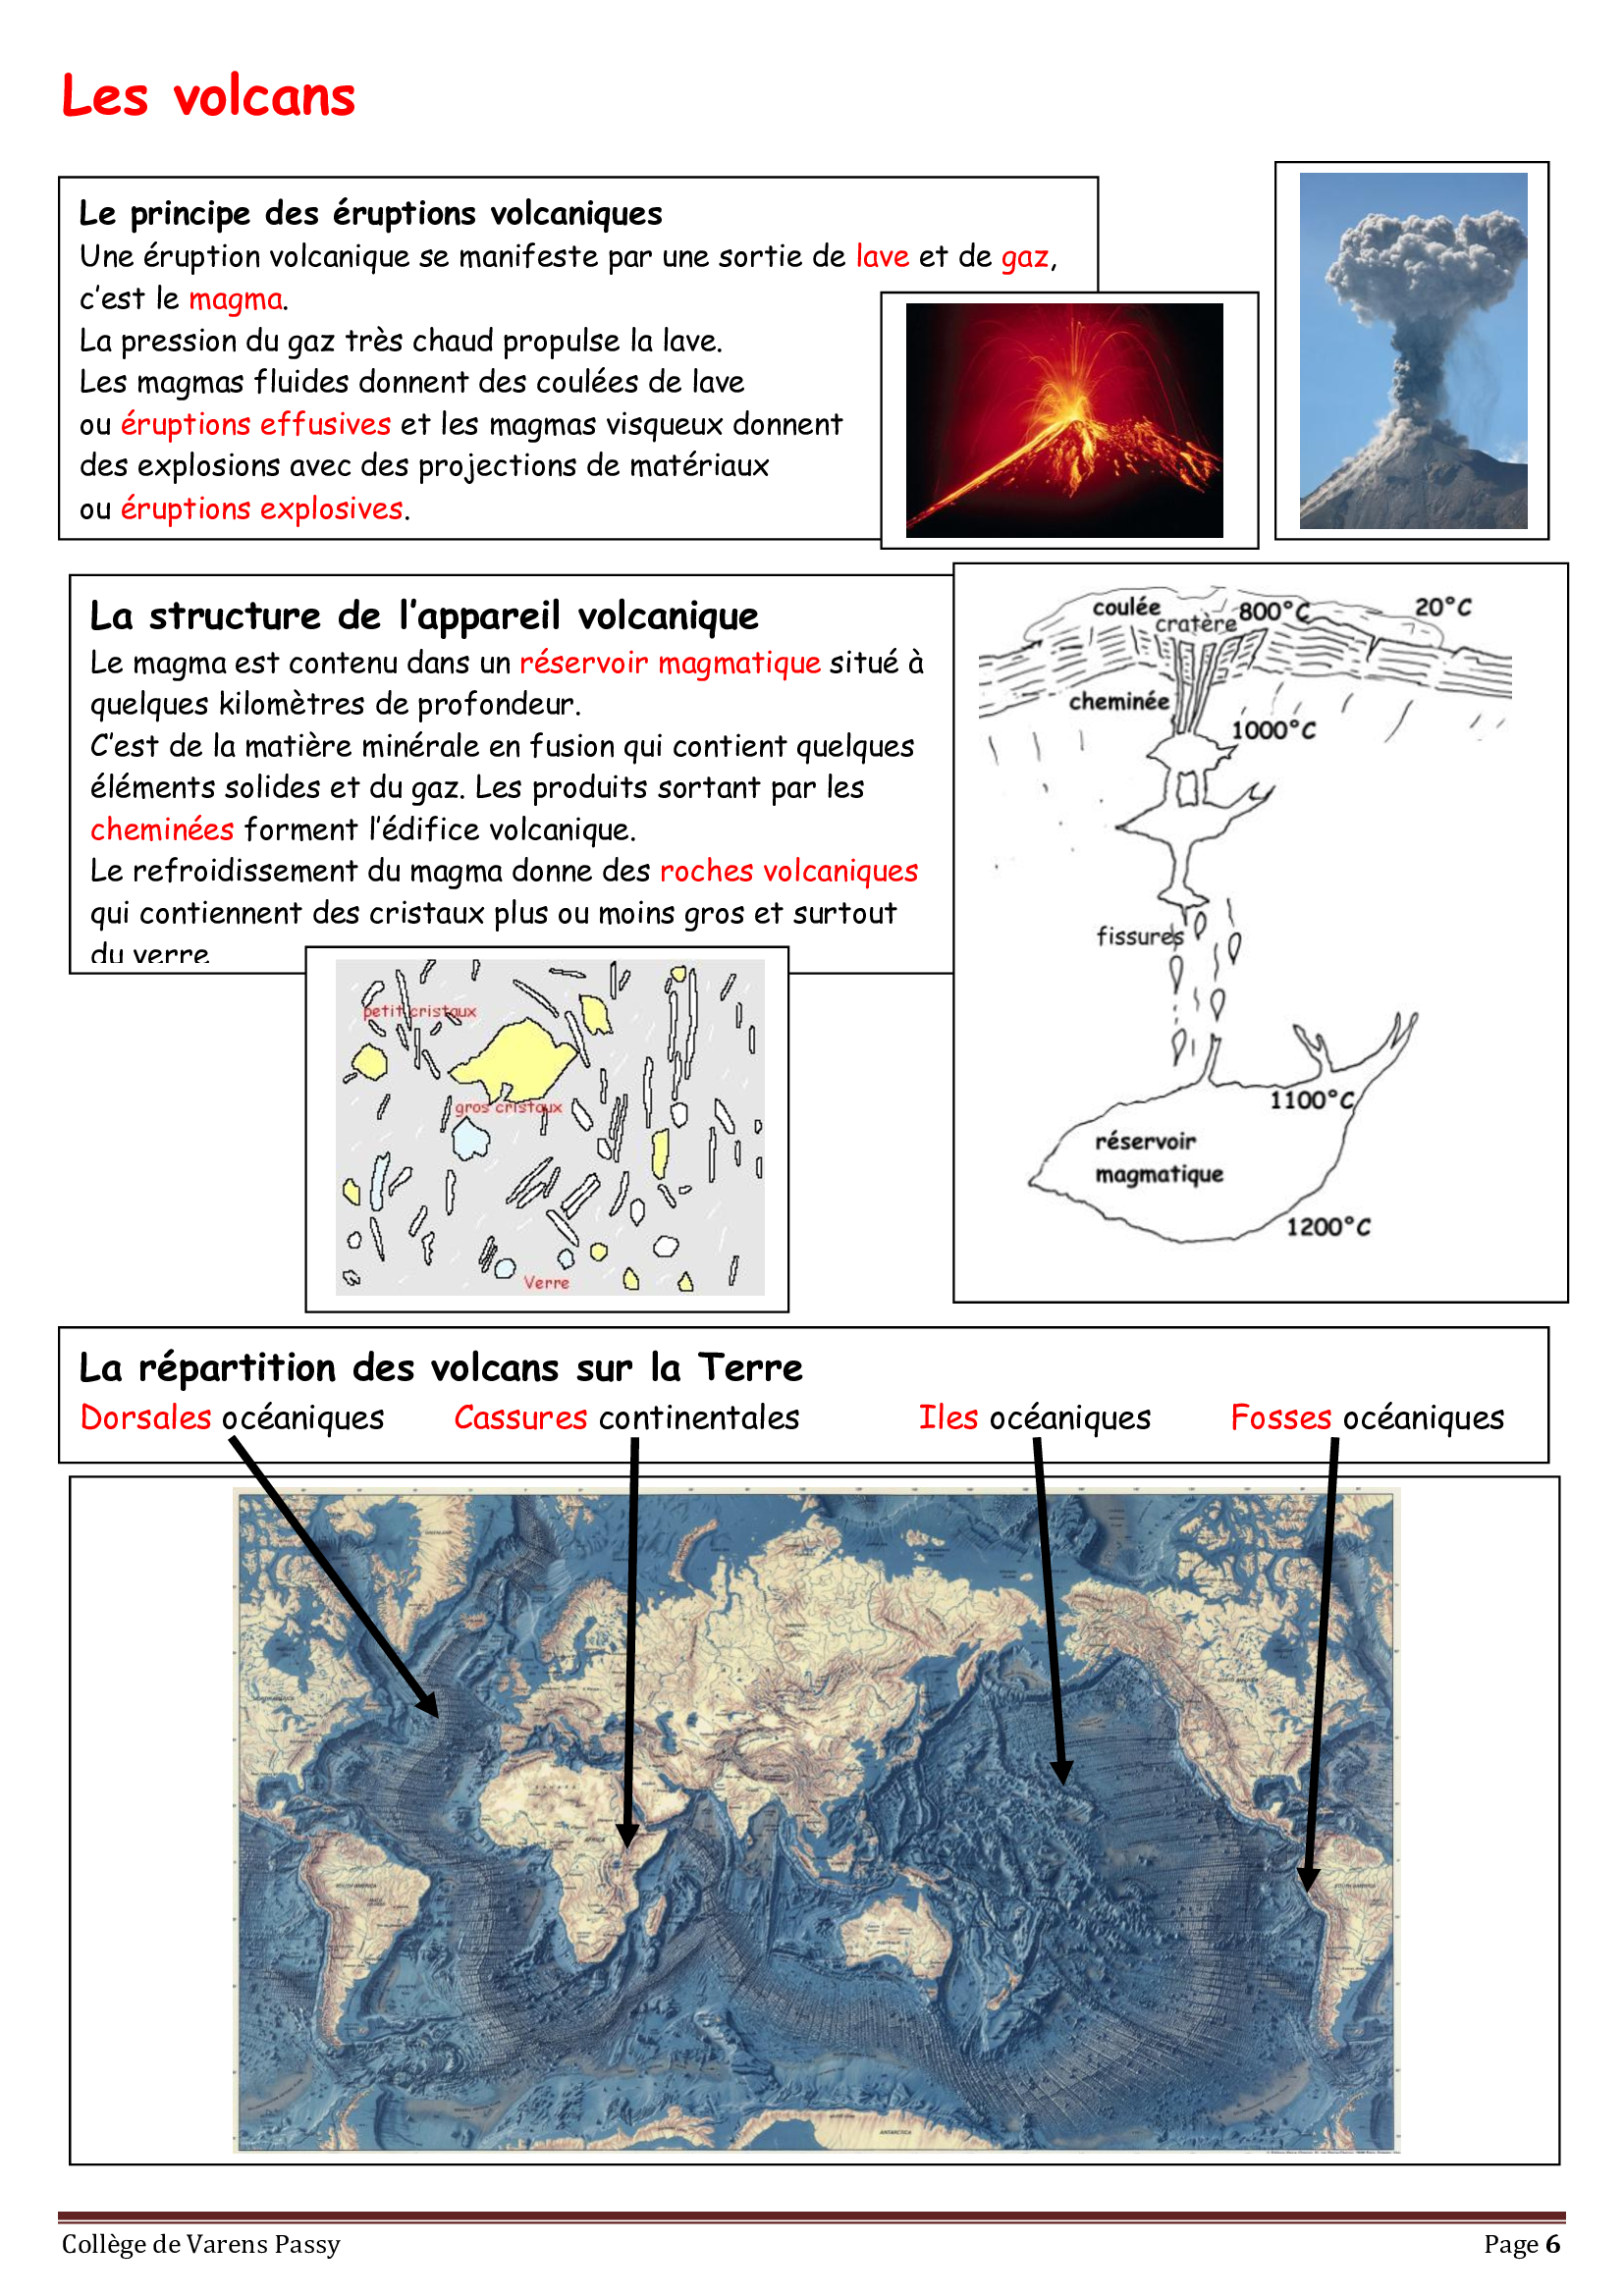 Les volcans
Le principe des éruptions volcaniques
Une éruption volcanique se manifeste par une sortie de lave et de gaz,
c'est le magma.
La pression du gaz très chaud propulse la lave.
Les magmas fluides donnent des coulées de lave
ou éruptions effusives et les magmas visqueux donnent
des explosions avec des projections de matériaux
ou éruptions explosives.
La structure de l'appareil volcanique
Le magma est contenu dans un réservoir magmatique situé à
quelques kilomètres de profondeur.
C'est de la matière minérale en fusion qui contient quelques
éléments solides et du gaz. Les produits sortant par les
cheminées forment l'édifice volcanique.
Le refroidissement du magma donne des roches volcaniques
qui contiennent des cristaux plus ou moins gros et surtout
du verre
coulée
cratère
800°C
20°C
cheminée
1000°C
fissures
1100°C
réservoir
magmatique
1200°C
petit cristaux
gros cristaux
Verre
La répartition des volcans sur la Terre
Dorsales océaniques Cassures continentales Iles océaniques Fosses océaniques
AFRICA
SOUTH AMERICA
ANTARCTICA
Collège de Varens Passy
Page 6